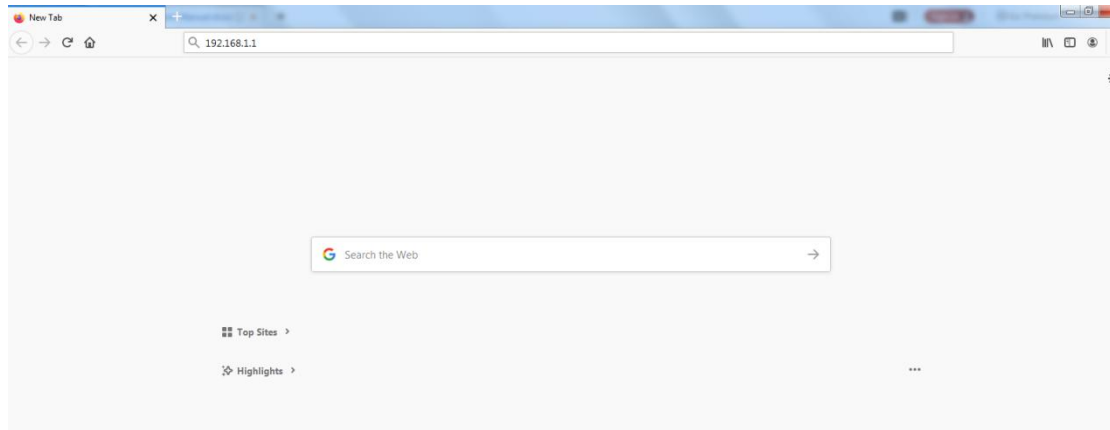 New Tab
192.168.1.1
Search the Web
Top Sites
Highlights